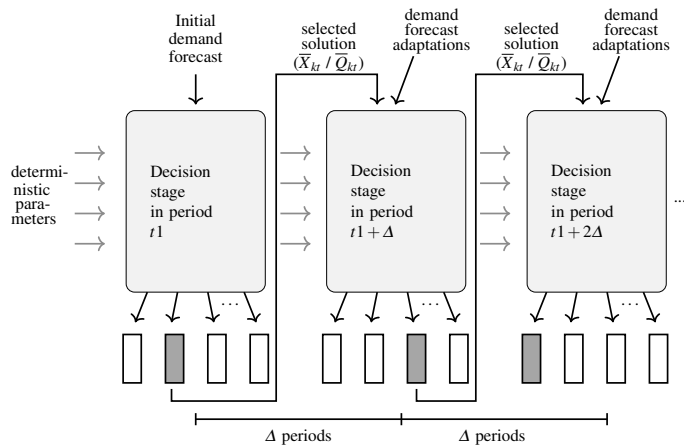 Initial
demand
forecast
selected
solution
(X̅kt / Q̅kt)
demand
forecast
adaptations
selected
solution
(X̅kt / Q̅kt)
demand
forecast
adaptations
determi-
nistic
para-
meters
Decision
stage
in period
t1
Decision
stage
in period
t1 + Δ
Decision
stage
in period
t1 + 2Δ
...
...
...
...
Δ periods
Δ periods